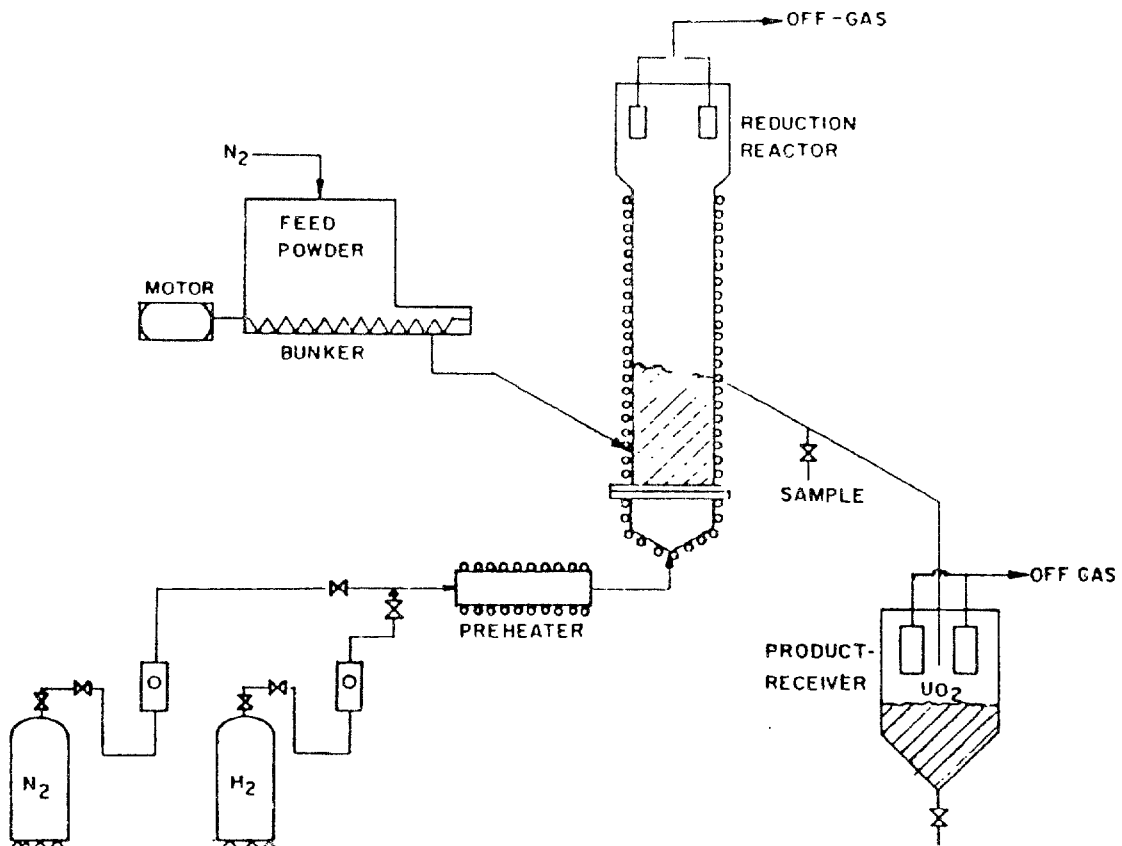 OFF-GAS
REDUCTION
REACTOR
N2
FEED
POWDER
MOTOR
BUNKER
SAMPLE
PREHEATER
OFF GAS
PRODUCT-
RECEIVER
UO2
N2
H2